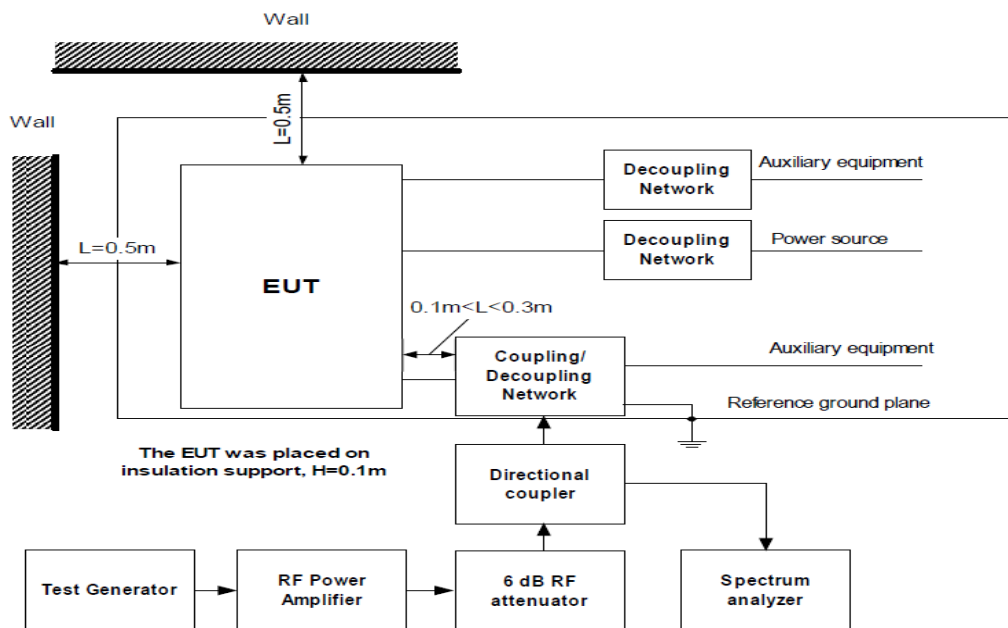 Wall
Wall
L=0.5m
L=0.5m
EUT
Decoupling
Network
Auxiliary equipment
Decoupling
Network
Power source
0.1m<L<0.3m
Coupling/
Decoupling
Network
Auxiliary equipment
Reference ground plane
The EUT was placed on
insulation support, H=0.1m
Directional
coupler
Test Generator
RF Power
Amplifier
6 dB RF
attenuator
Spectrum
analyzer